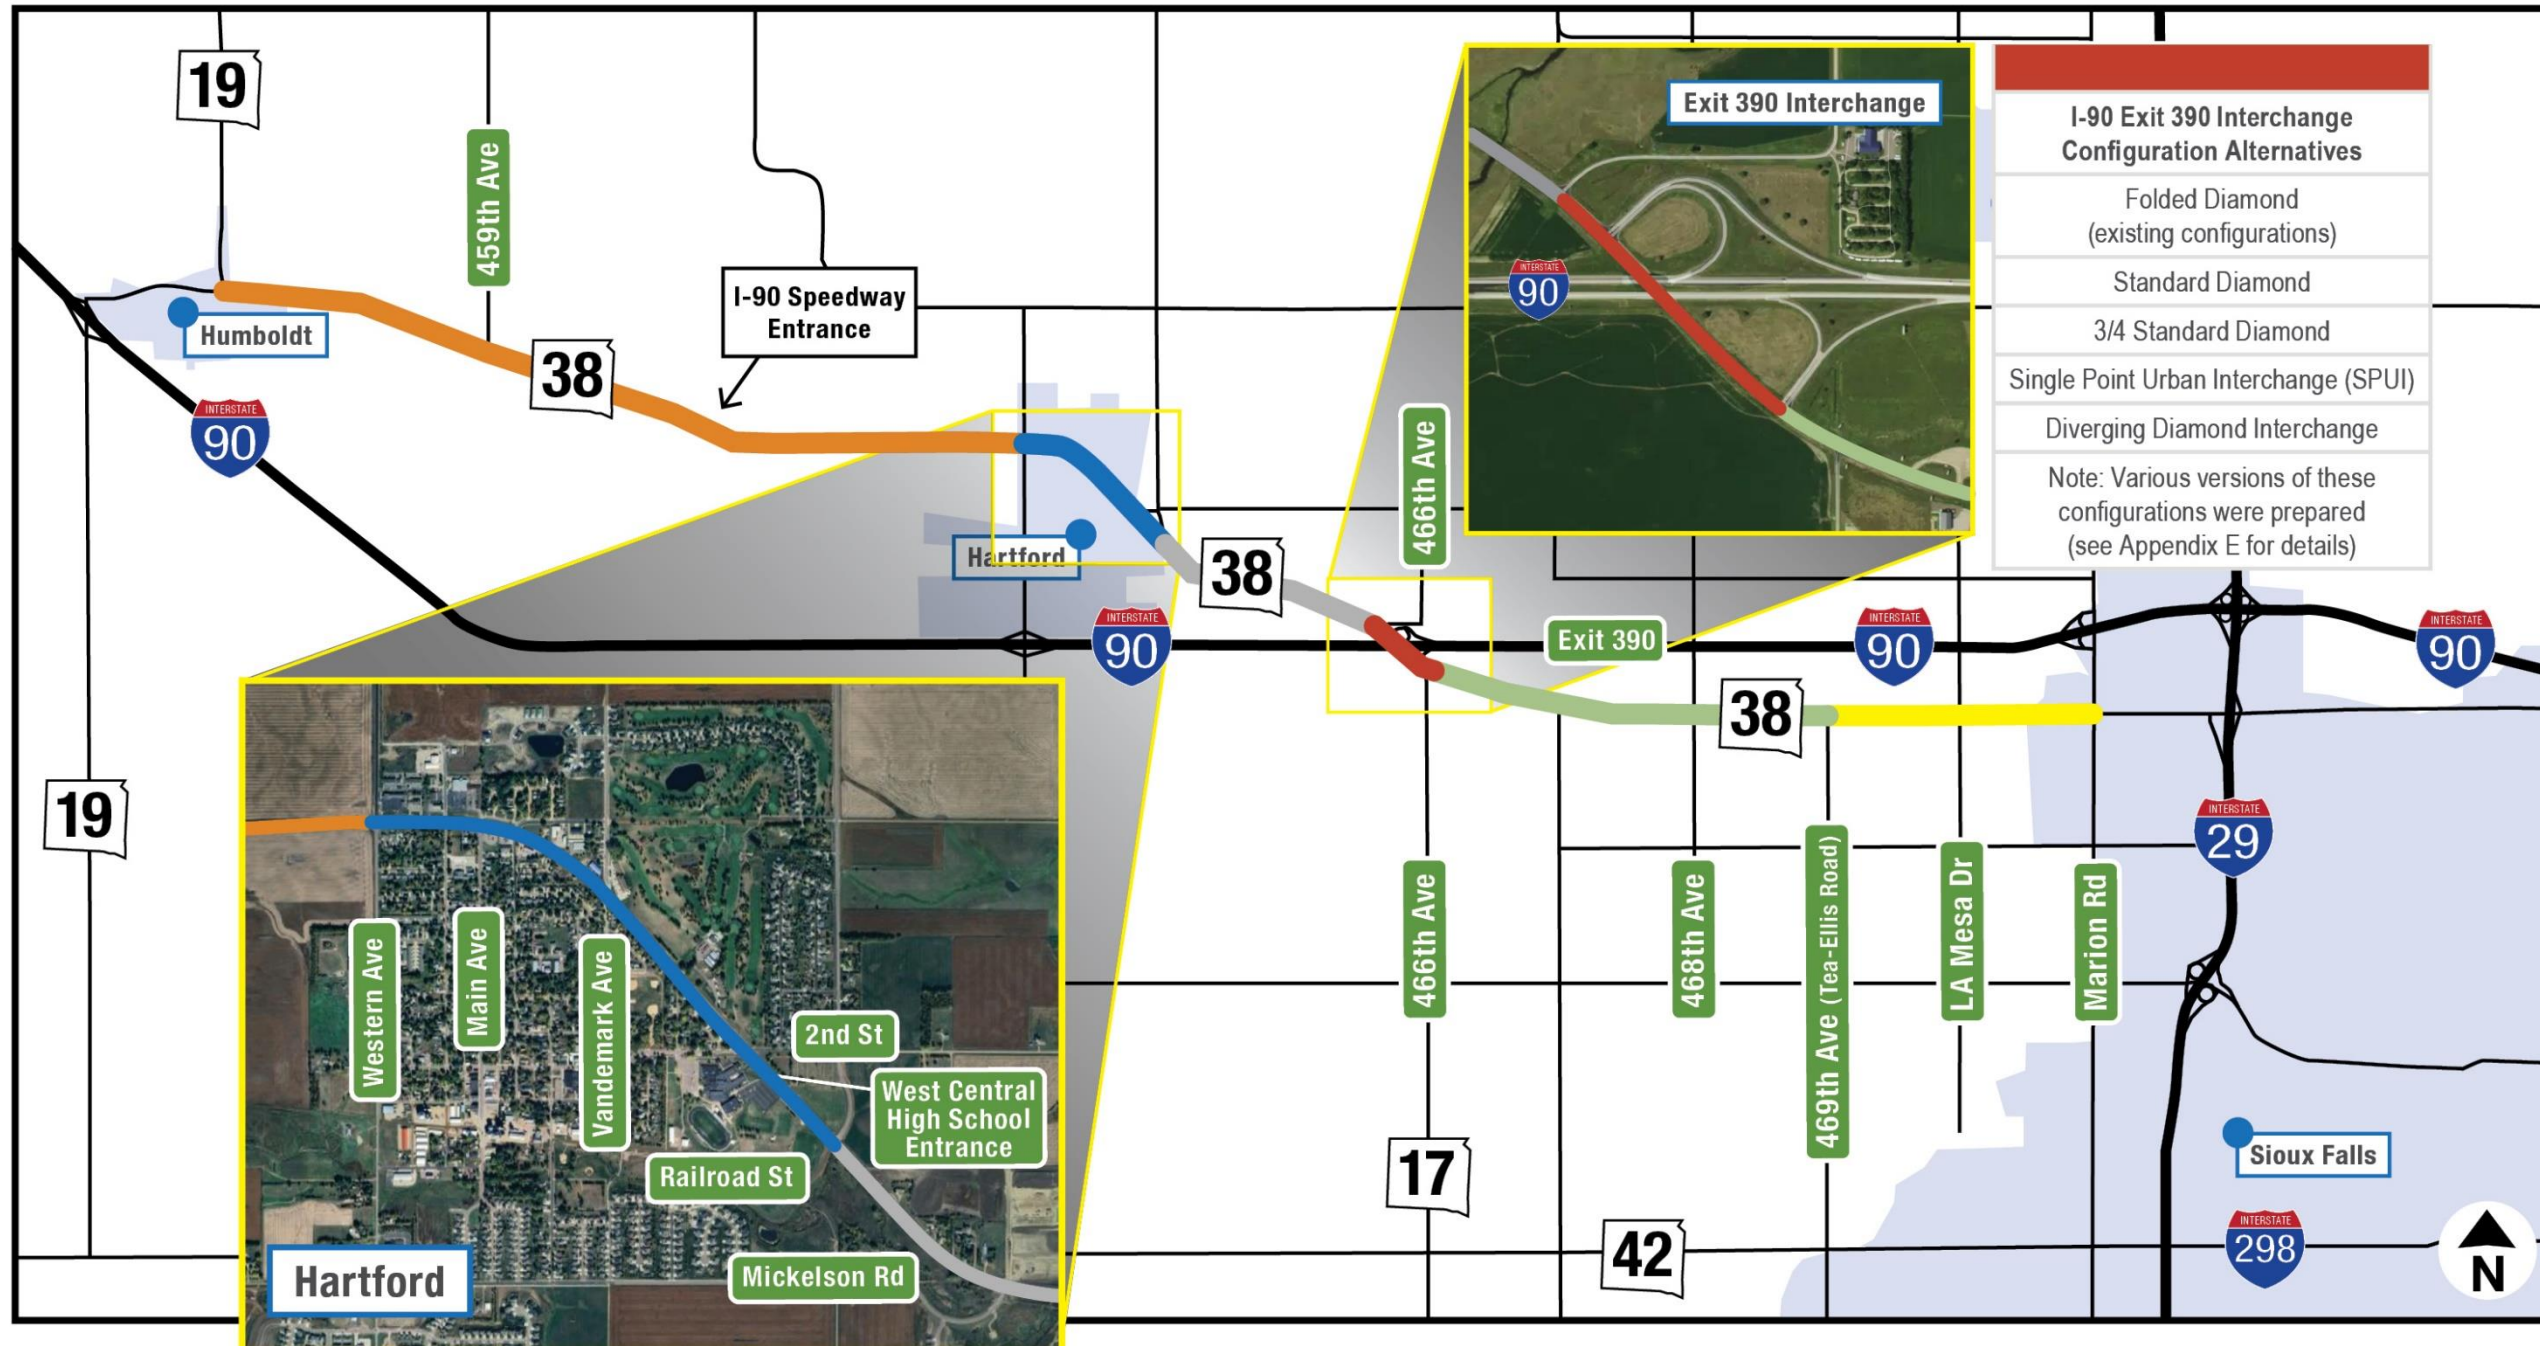 19
459th Ave
I-90 Speedway
Entrance
Humboldt
38
INTERSTATE
90
Exit 390 Interchange
INTERSTATE
90
I-90 Exit 390 Interchange
Configuration Alternatives
Folded Diamond
(existing configurations)
Standard Diamond
3/4 Standard Diamond
Single Point Urban Interchange (SPUI)
Diverging Diamond Interchange
Note: Various versions of these
configurations were prepared
(see Appendix E for details)
466th Ave
Hartford
38
INTERSTATE
90
Exit 390
INTERSTATE
90
INTERSTATE
90
38
19
INTERSTATE
29
Western Ave
Main Ave
Vandemark Ave
2nd St
West Central
High School
Entrance
Railroad St
Mickelson Rd
Hartford
466th Ave
468th Ave
469th Ave (Tea-Ellis Road)
LA Mesa Dr
Marion Rd
17
42
Sioux Falls
INTERSTATE
298
N